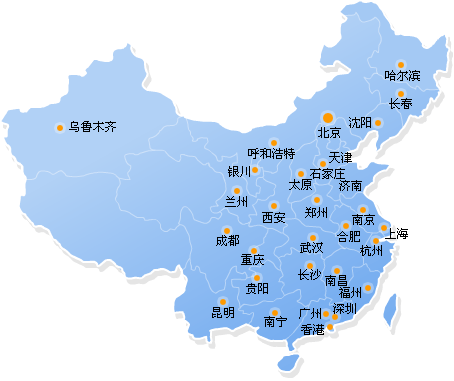 哈尔滨
长春
沈阳
乌鲁木齐
北京
呼和浩特
天津
银川
石家庄
太原
济南
兰州
郑州
西安
南京
上海
合肥
成都
武汉
杭州
重庆
长沙
南昌
贵阳
福州
昆明
南宁
广州
深圳
香港